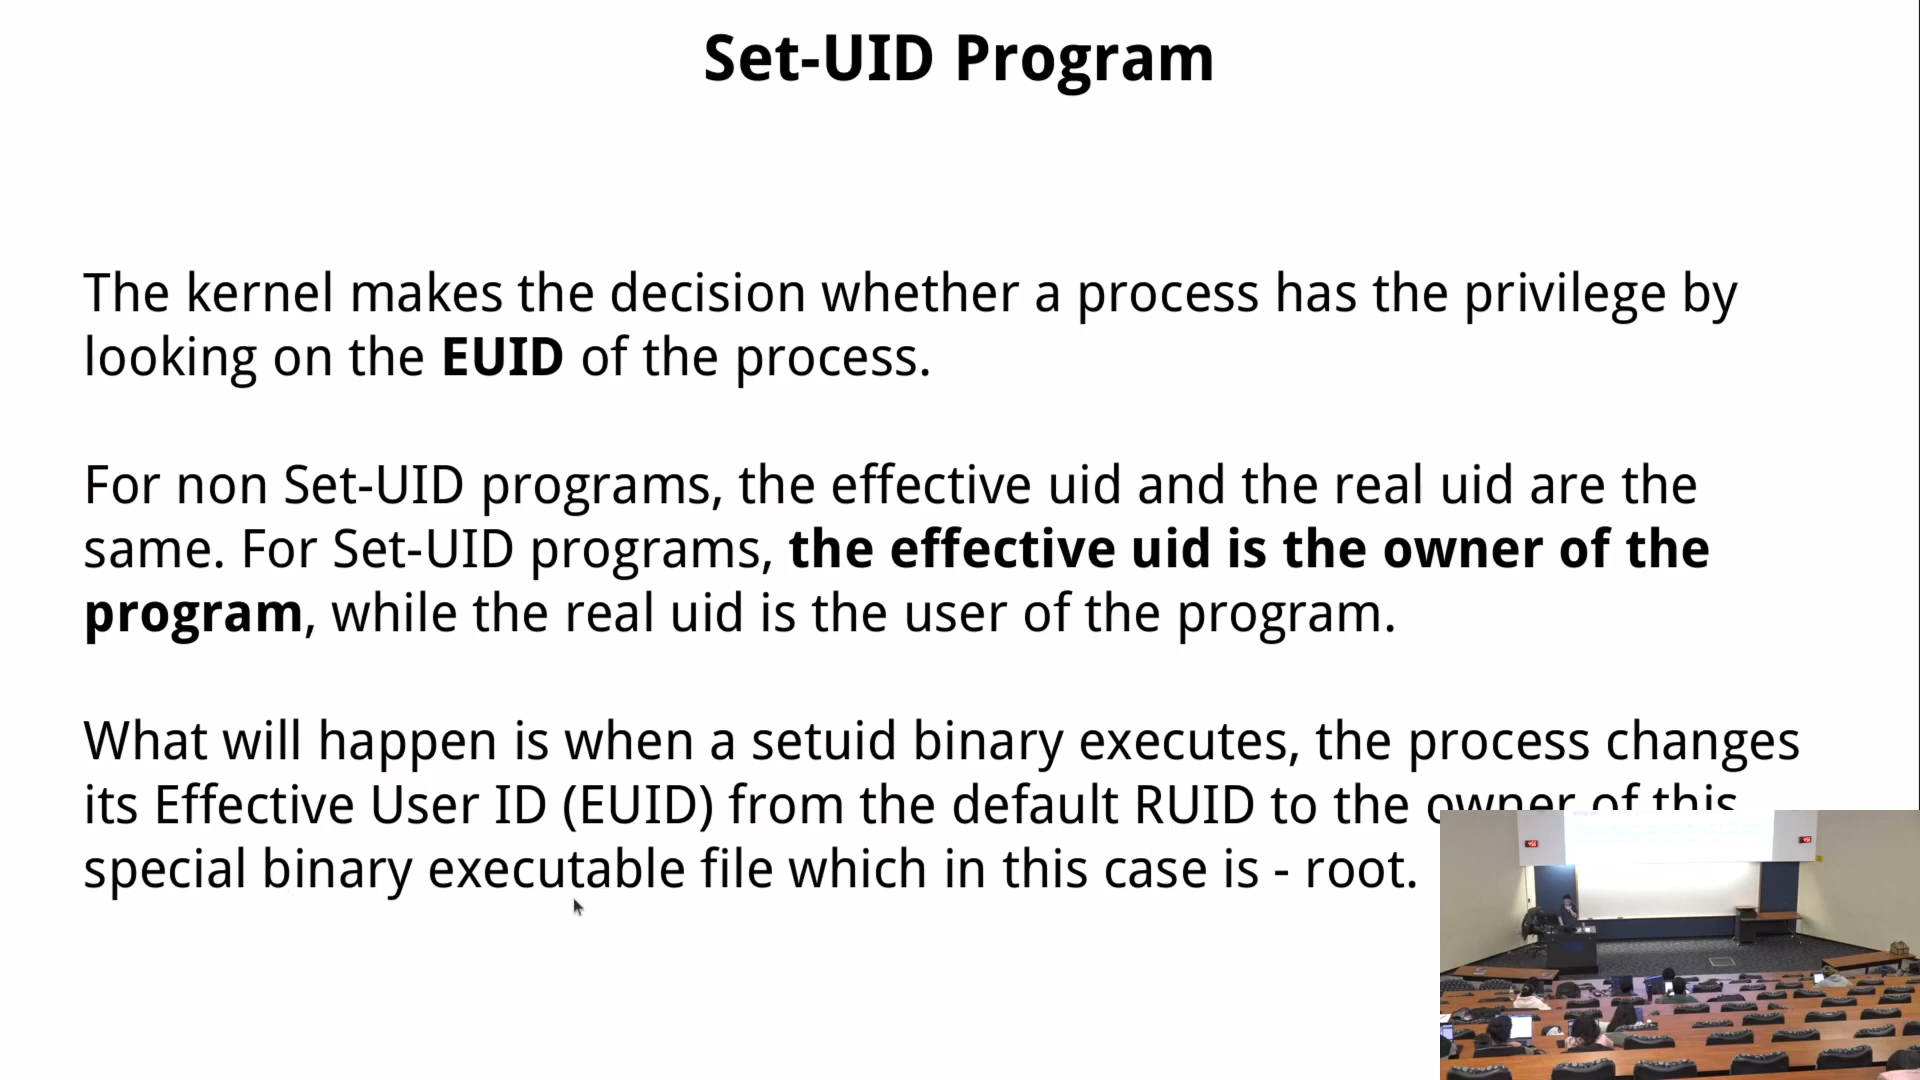 Set-UID Program
The kernel makes the decision whether a process has the privilege by
looking on the EUID of the process.
For non Set-UID programs, the effective uid and the real uid are the
same. For Set-UID programs, the effective uid is the owner of the
program, while the real uid is the user of the program.
What will happen is when a setuid binary executes, the process changes
its Effective User ID (EUID) from the default RUID to the owner of this
special binary executable file which in this case is - root.